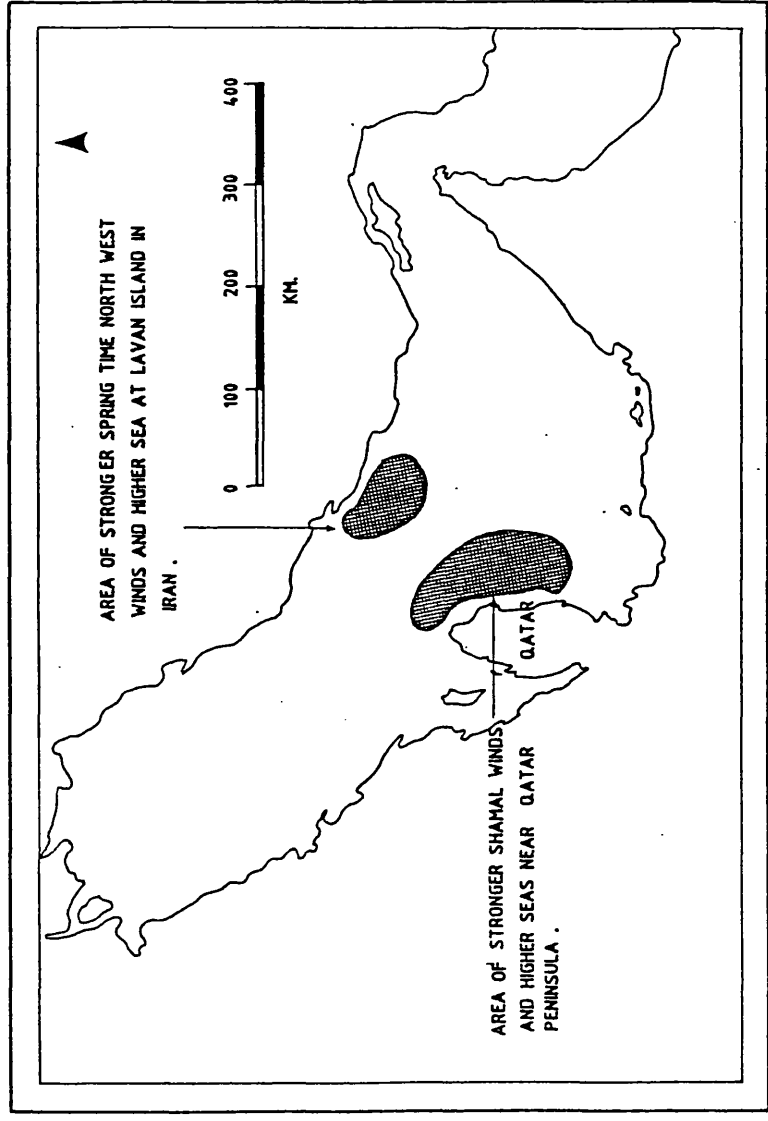 AREA OF STRONGER SPRING TIME NORTH WEST
WINDS AND HIGHER SEA AT LAVAN ISLAND IN
IRAN .
0 100 200 300 400
KM.
QATAR
AREA OF STRONGER SHAMAL WINDS
AND HIGHER SEAS NEAR QATAR
PENINSULA .